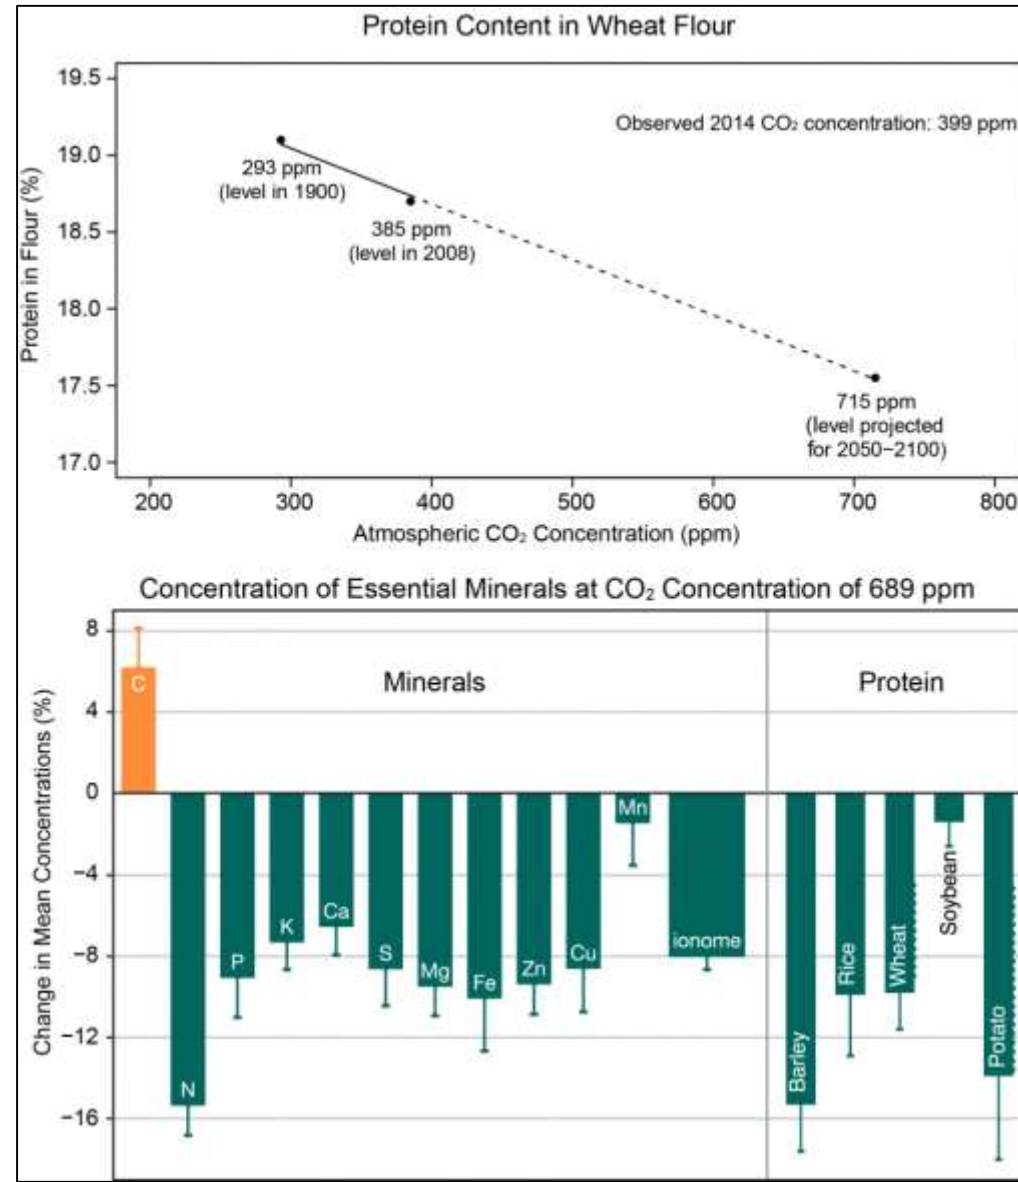 Protein Content in Wheat Flour
Protein in Flour (%)
19.5
19.0
18.5
18.0
17.5
17.0
Observed 2014 CO₂ concentration: 399 ppm
293 ppm
(level in 1900)
385 ppm
(level in 2008)
715 ppm
(level projected
for 2050−2100)
200 300 400 500 600 700 800
Atmospheric CO₂ Concentration (ppm)
Concentration of Essential Minerals at CO₂ Concentration of 689 ppm
Change in Mean Concentrations (%)
8
4
0
−4
−8
−12
−16
Minerals
Protein
C
N
P
K
Ca
S
Mg
Fe
Zn
Cu
Mn
ionome
Barley
Rice
Wheat
Soybean
Potato